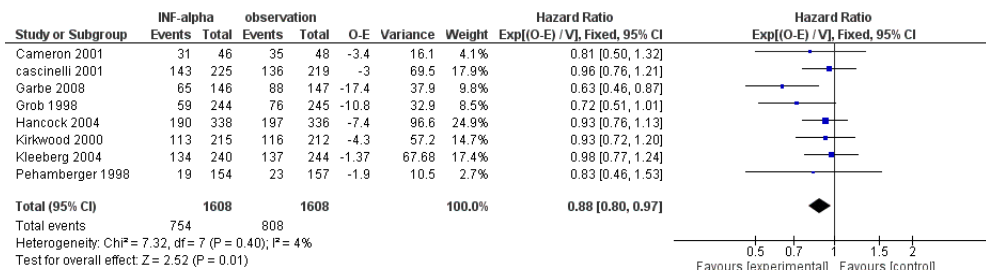 INF-alpha observation Hazard Ratio Hazard Ratio
Study or Subgroup Events Total Events Total O-E Variance Weight Exp[(O-E) / V], Fixed, 95% CI Exp[(O-E) / V], Fixed, 95% CI
Cameron 2001 31 46 35 48 -3.4 16.1 4.1% 0.81 [0.50, 1.32]
cascinelli 2001 143 225 136 219 -3 69.5 17.9% 0.96 [0.76, 1.21]
Garbe 2008 65 146 88 147 -17.4 37.9 9.8% 0.63 [0.46, 0.87]
Grob 1998 59 244 76 245 -10.8 32.9 8.5% 0.72 [0.51, 1.01]
Hancock 2004 190 338 197 336 -7.4 96.6 24.9% 0.93 [0.76, 1.13]
Kirkwood 2000 113 215 116 212 -4.3 57.2 14.7% 0.93 [0.72, 1.20]
Kleeberg 2004 134 240 137 244 -1.37 67.68 17.4% 0.98 [0.77, 1.24]
Pehamberger 1998 19 154 23 157 -1.9 10.5 2.7% 0.83 [0.46, 1.53]
Total (95% CI) 1608 1608 100.0% 0.88 [0.80, 0.97]
Total events 754 808
Heterogeneity: Chi² = 7.32, df = 7 (P = 0.40); I² = 4%
Test for overall effect: Z = 2.52 (P = 0.01)
0.5 0.7 1 1.5 2
Favours [experimental] Favours [control]